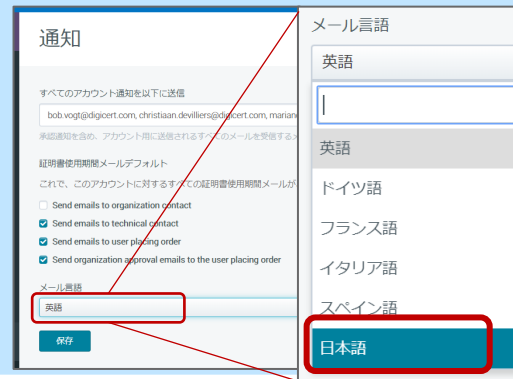 通知
すべてのアカウント通知を以下に送信
bob.vogt@digicert.com, christiaan.devilliers@digicert.com, marian
承認通知を含め、アカウント用に送信されるすべてのメールを受信するメ
証明書使用期間メールデフォルト
これで、このアカウントに対するすべての証明書使用期間メールが
Send emails to organization contact
Send emails to technical contact
Send emails to user placing order
Send organization approval emails to the user placing order
メール言語
英語
保存
メール言語
英語
英語
ドイツ語
フランス語
イタリア語
スペイン語
日本語